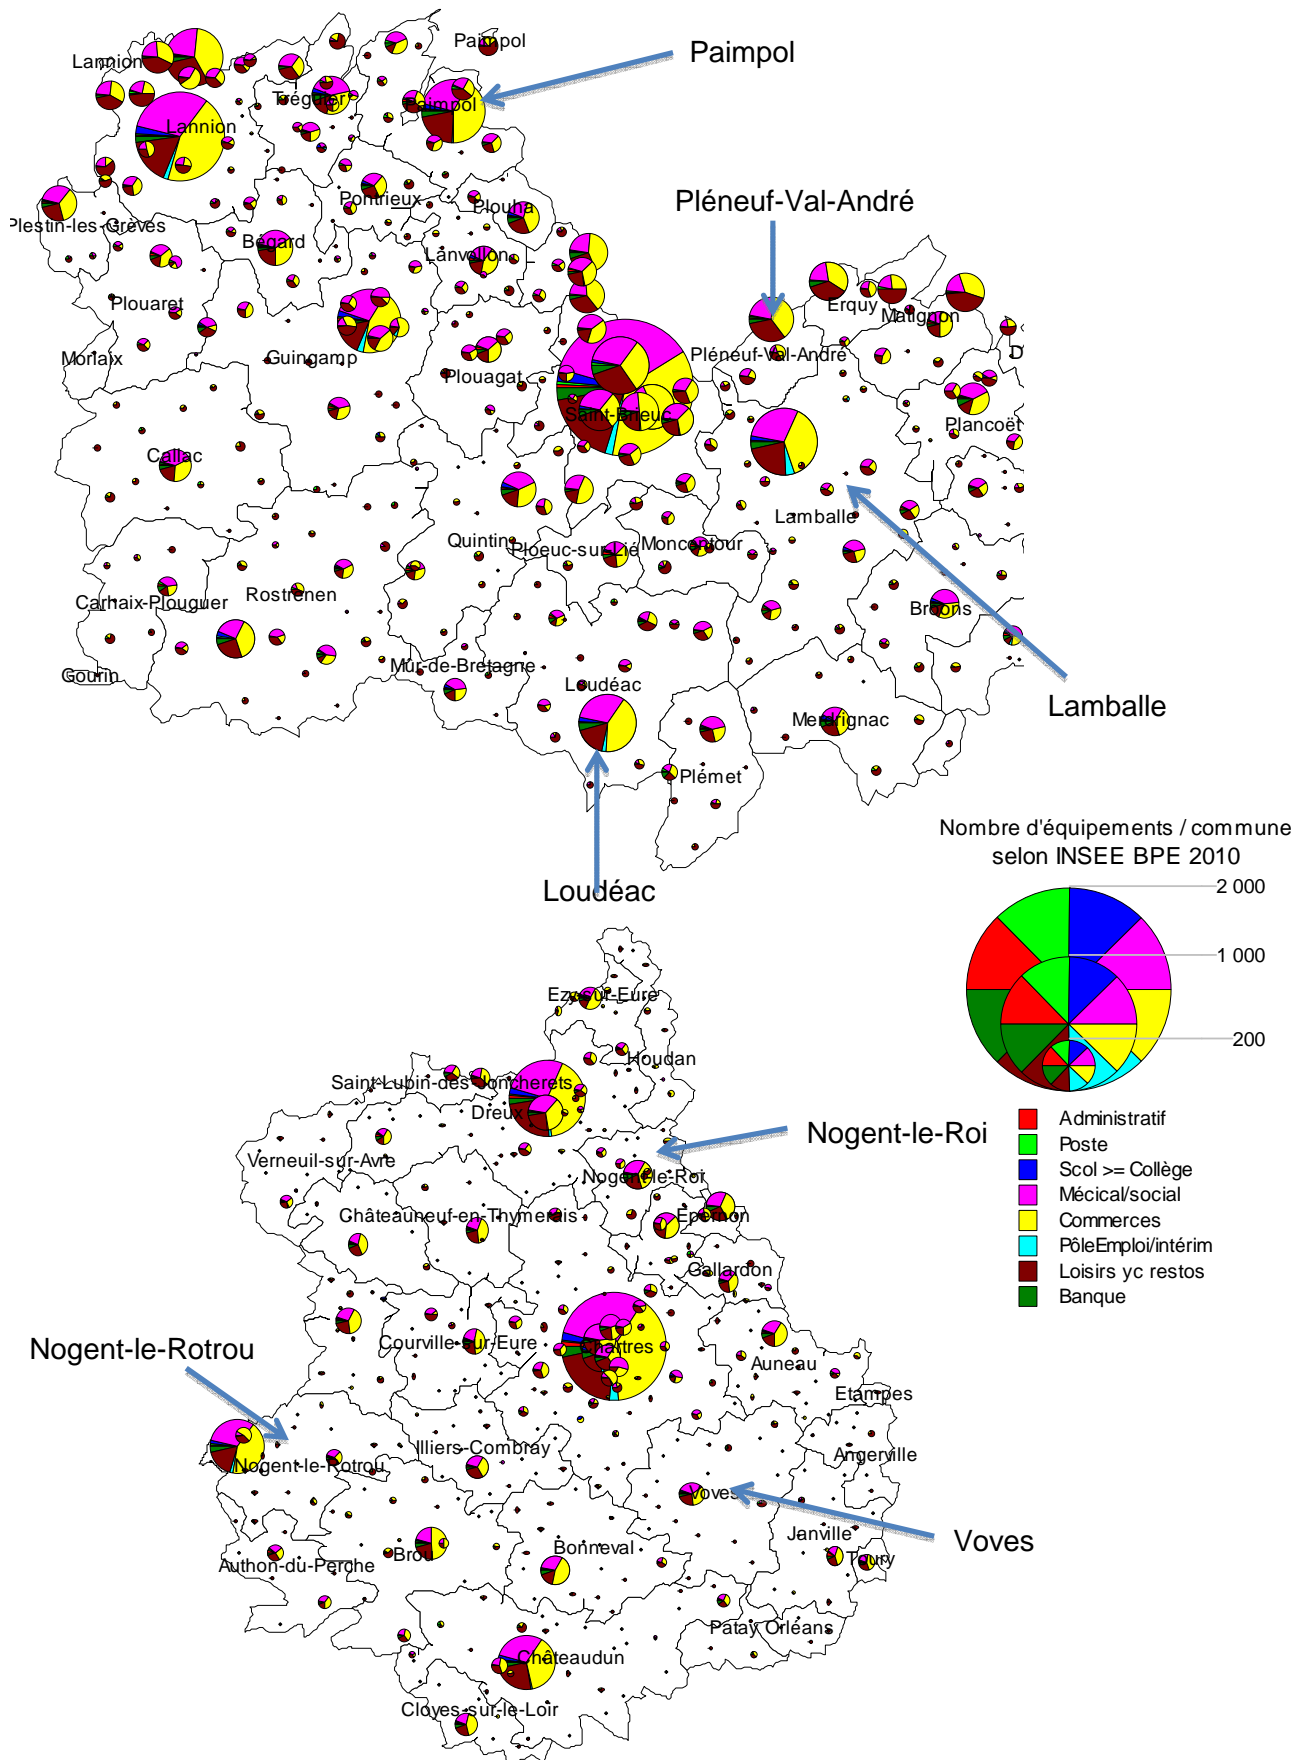 Paimpol
Paimpol
Lannion
Tréguier
Paimpol
Lannion
Pléneuf-Val-André
Pontrieux
Plouha
Plestin-les-Grèves
Bégard
Lanvollon
Plouaret
Erquy
Matignon
Morlaix
Guingamp
Plouagat
Pléneuf-Val-André
D
Saint-Brieuc
Plancoët
Callac
Lamballe
Quintin
Ploeuc-sur-Lié
Moncontour
Carhaix-Plouguer
Rostrenen
Broons
Mûr-de-Bretagne
Gourin
Loudéac
Lamballe
Merdrignac
Plémet
Loudéac
Nombre d'équipements / commune
selon INSEE BPE 2010
2 000
1 000
200
Administratif
Poste
Scol >= Collège
Mécical/social
Commerces
PôleEmploi/intérim
Loisirs yc restos
Banque
Ezy-sur-Eure
Houdan
Saint-Lubin-des-Joncherets
Dreux
Nogent-le-Roi
Verneuil-sur-Avre
Nogent-le-Roi
Châteauneuf-en-Thymerais
Epernon
Gallardon
Nogent-le-Rotrou
Courville-sur-Eure
Chartres
Auneau
Etampes
Illiers-Combray
Angerville
Nogent-le-Rotrou
Voves
Janville
Voves
Bonneval
Brou
Toury
Authon-du-Perche
Patay
Orléans
Châteaudun
Cloyes-sur-le-Loir